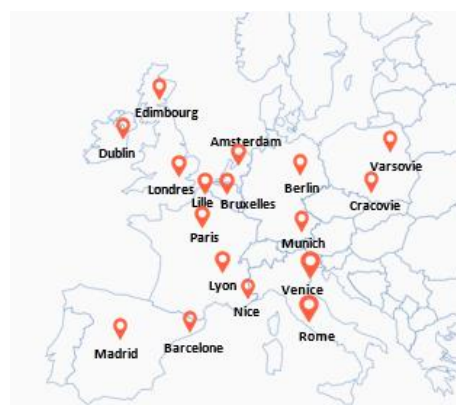 Edimbourg
Dublin
Amsterdam
Varsovie
Londres
Lille
Bruxelles
Berlin
Cracovie
Paris
Munich
Lyon
Venice
Nice
Rome
Madrid
Barcelone